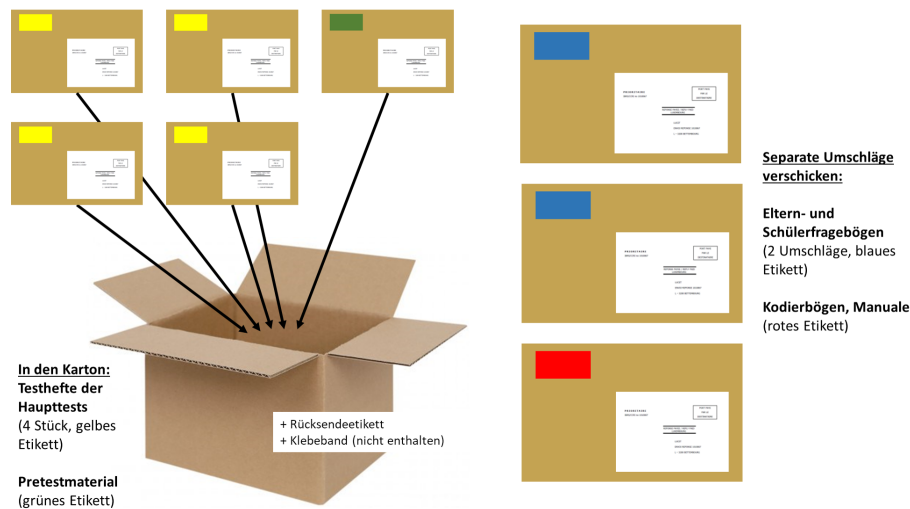 In den Karton:
Testhefte der
Haupttests
(4 Stück, gelbes
Etikett)
Pretestmaterial
(grünes Etikett)
+ Rücksendeetikett
+ Klebeband (nicht enthalten)
Separate Umschläge
verschicken:
Eltern- und
Schülerfragebögen
(2 Umschläge, blaues
Etikett)
Kodierbögen, Manuale
(rotes Etikett)